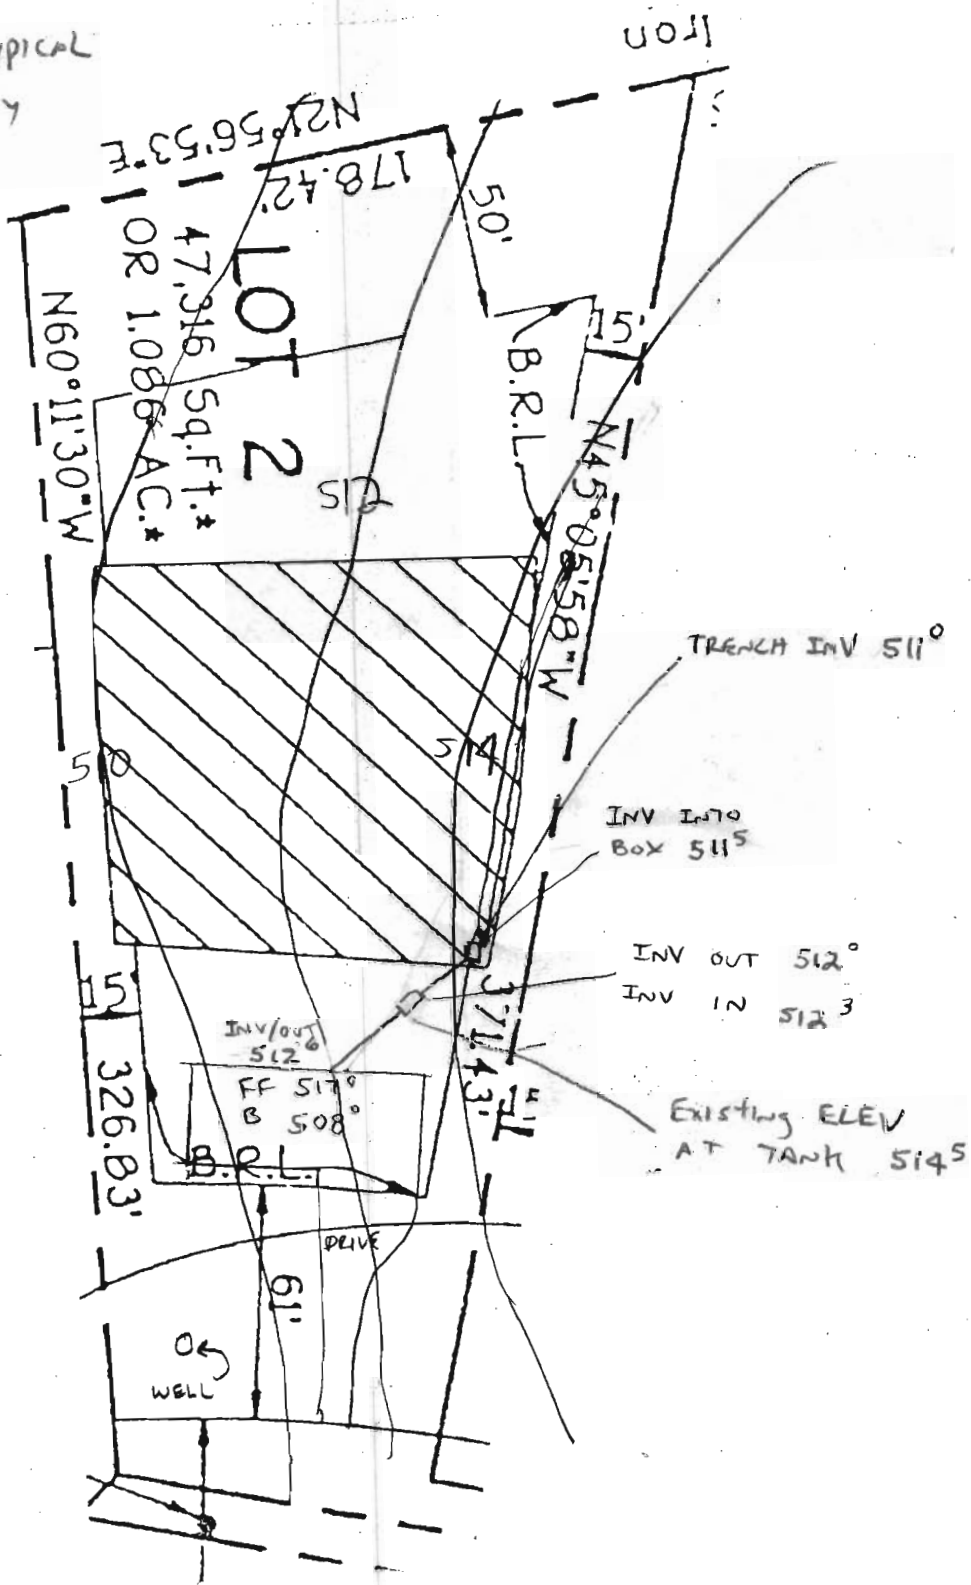 Iron
N21°56'53"E
178.42'
50'
LOT 2
47,316 Sq.Ft.*
OR 1.086 AC.*
15'
B.R.L.
N60°11'30"W
N45°05'58"W
512
TRENCH INV 511⁰
514
510
INV INTO
BOX 511⁵
INV OUT 512⁰
INV IN 512³
15'
371.43'
INV/OUT
512⁶
FF 517⁰
B 508⁰
326.83'
Existing ELEV
AT TANK 514⁵
B.R.L.
DRIVE
61'
WELL